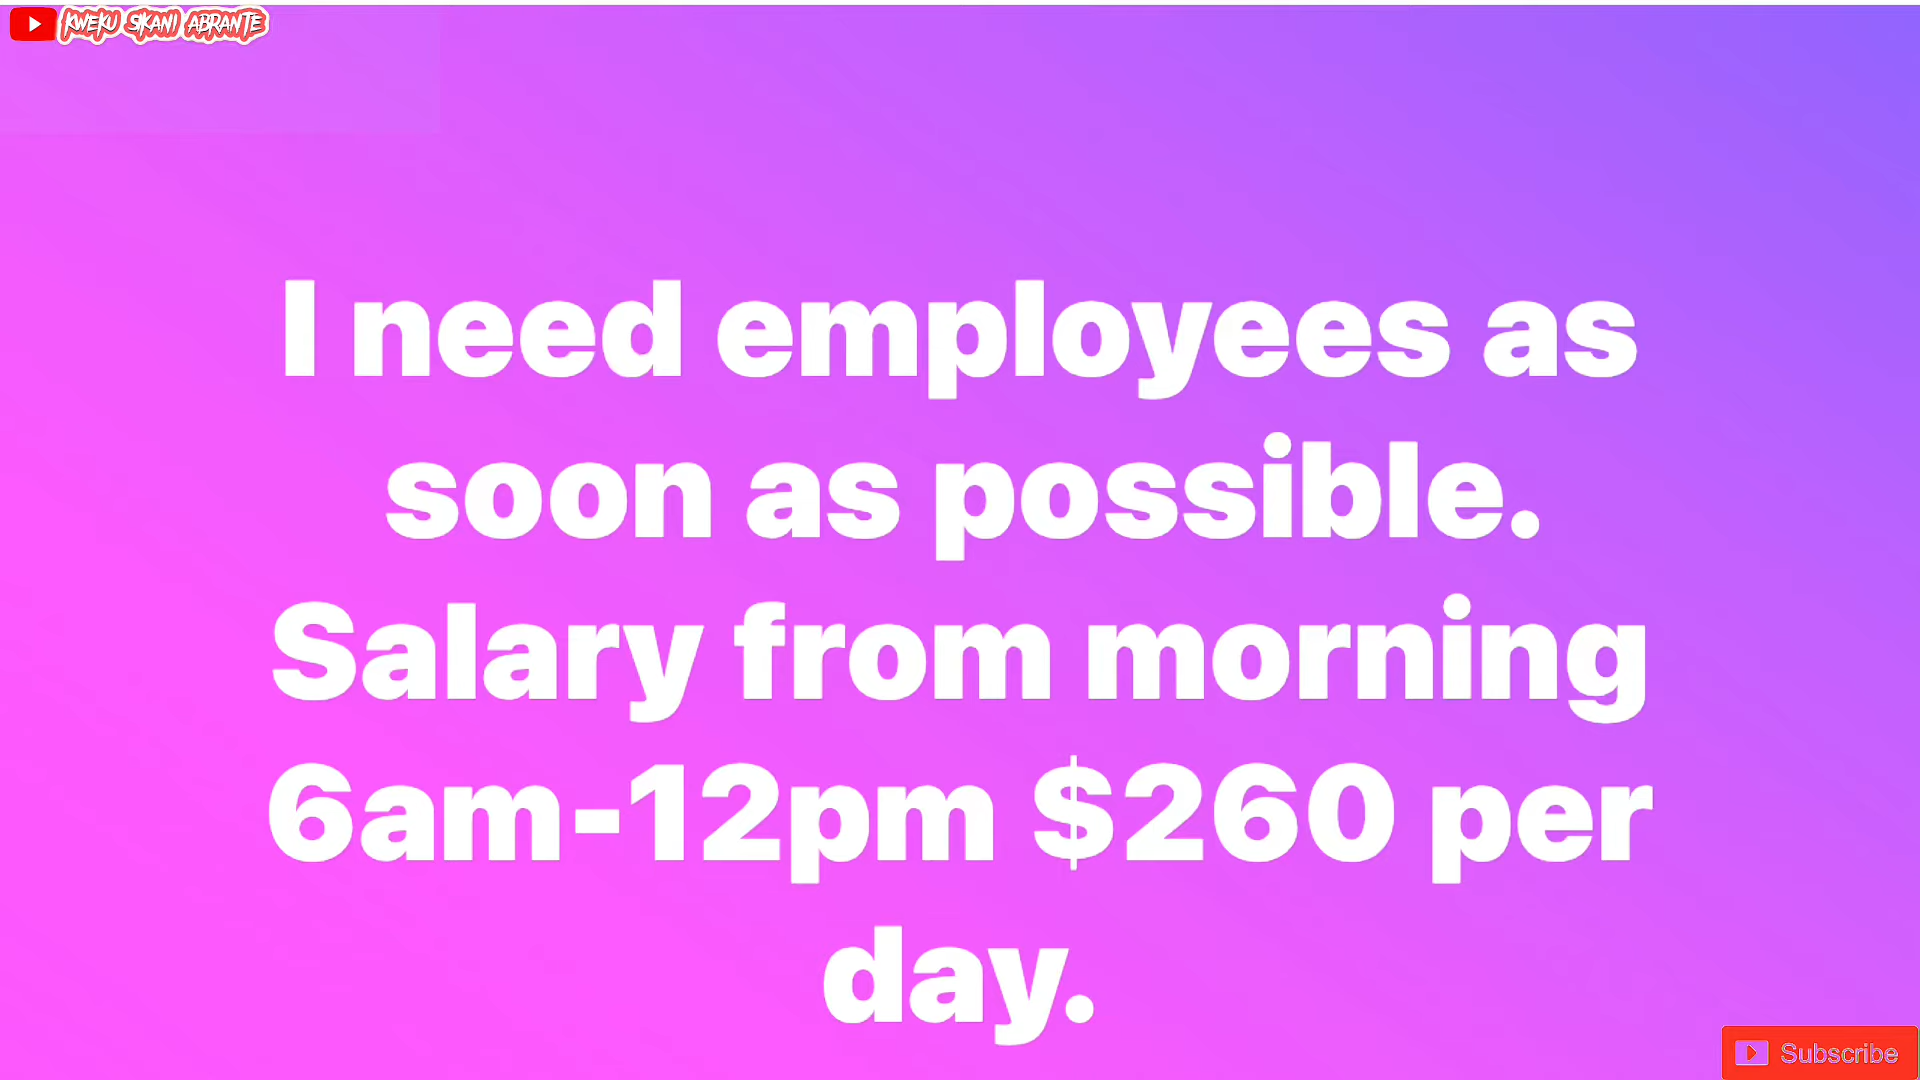 KWEKU SIKANI ABRANTE
I need employees as
soon as possible.
Salary from morning
6am-12pm $260 per
day.
Subscribe